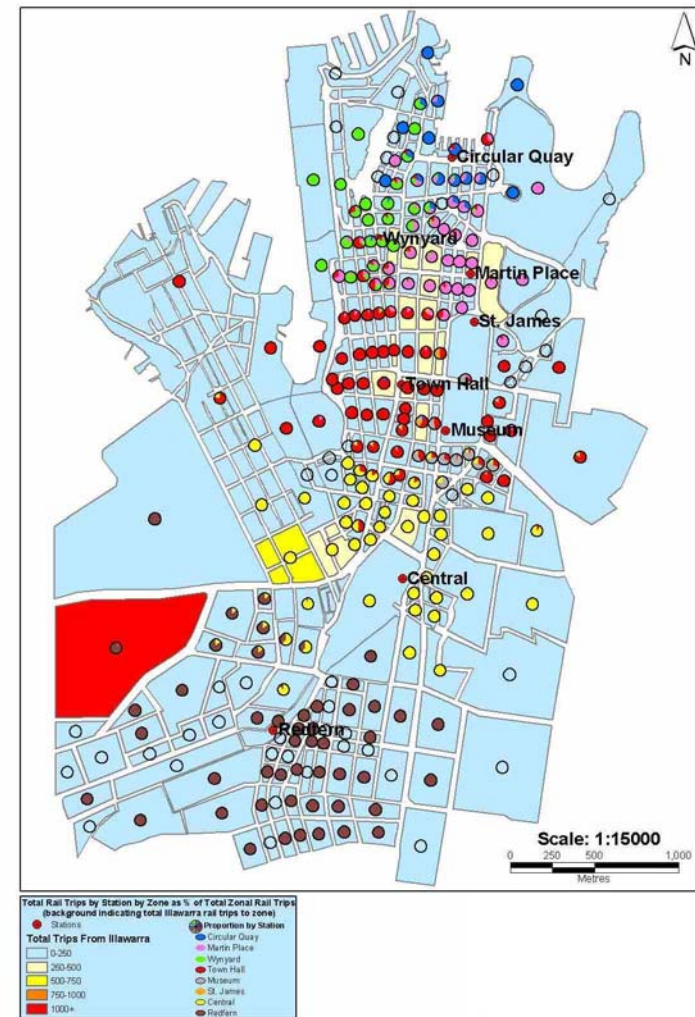 N
Circular Quay
Wynyard
Martin Place
St. James
Town Hall
Museum
Central
Redfern
Scale: 1:15000
0 250 500 1,000
Metres
Total Rail Trips by Station by Zone as % of Total Zonal Rail Trips
(background indicating total Illawarra rail trips to zone)
Stations
Total Trips From Illawarra
0-250
250-500
500-750
750-1000
1000+
Proportion by Station
Circular Quay
Martin Place
Wynyard
Town Hall
Museum
St. James
Central
Redfern